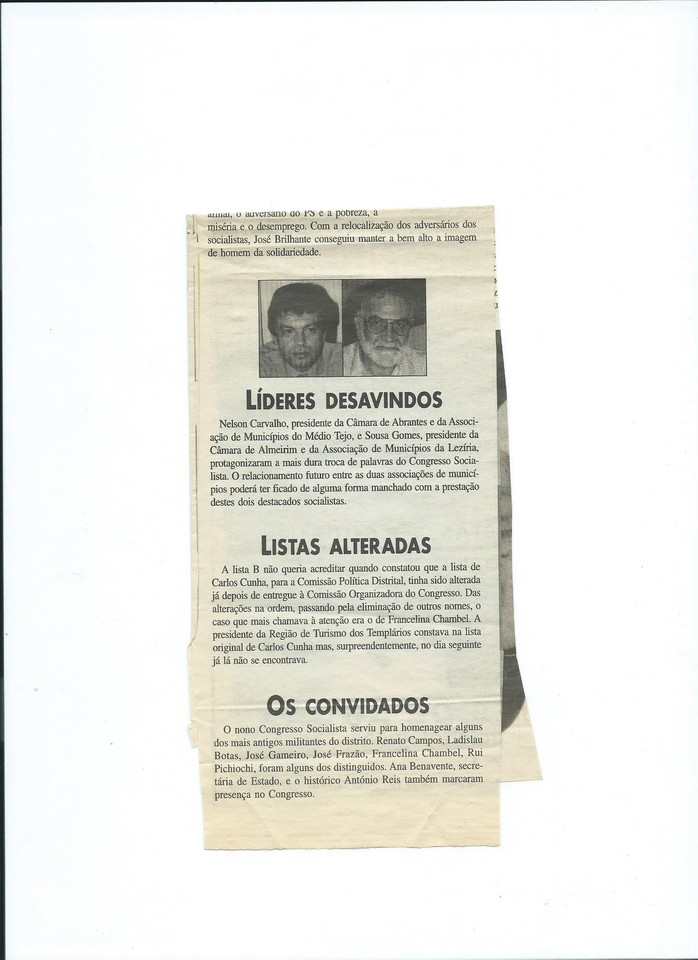 afinal, o adversário do PS é a pobreza, a
miséria e o desemprego. Com a relocalização dos adversários dos
socialistas, José Brilhante conseguiu manter a bem alto a imagem
de homem da solidariedade.
LÍDERES DESAVINDOS
Nelson Carvalho, presidente da Câmara de Abrantes e da Associ-
ação de Municípios do Médio Tejo, e Sousa Gomes, presidente da
Câmara de Almeirim e da Associação de Municípios da Lezíria,
protagonizaram a mais dura troca de palavras do Congresso Socia-
lista. O relacionamento futuro entre as duas associações de municí-
pios poderá ter ficado de alguma forma manchado com a prestação
destes dois destacados socialistas.
LISTAS ALTERADAS
A lista B não queria acreditar quando constatou que a lista de
Carlos Cunha, para a Comissão Política Distrital, tinha sido alterada
já depois de entregue à Comissão Organizadora do Congresso. Das
alterações na ordem, passando pela eliminação de outros nomes, o
caso que mais chamava à atenção era o de Francelina Chambel. A
presidente da Região de Turismo dos Templários constava na lista
original de Carlos Cunha mas, surpreendentemente, no dia seguinte
já lá não se encontrava.
OS CONVIDADOS
O nono Congresso Socialista serviu para homenagear alguns
dos mais antigos militantes do distrito. Renato Campos, Ladislau
Botas, José Gameiro, José Frazão, Francelina Chambel, Rui
Pichiochi, foram alguns dos distinguidos. Ana Benavente, secre-
tária de Estado, e o histórico António Reis também marcaram
presença no Congresso.